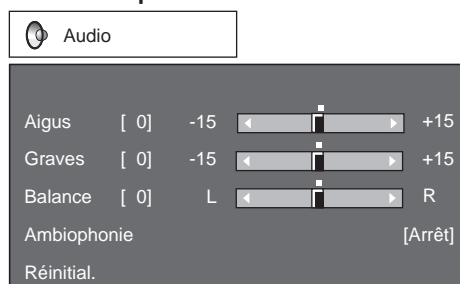 Audio
Aigus [ 0] -15 +15
Graves [ 0] -15 +15
Balance [ 0] L R
Ambiophonie [Arrêt]
Réinitial.